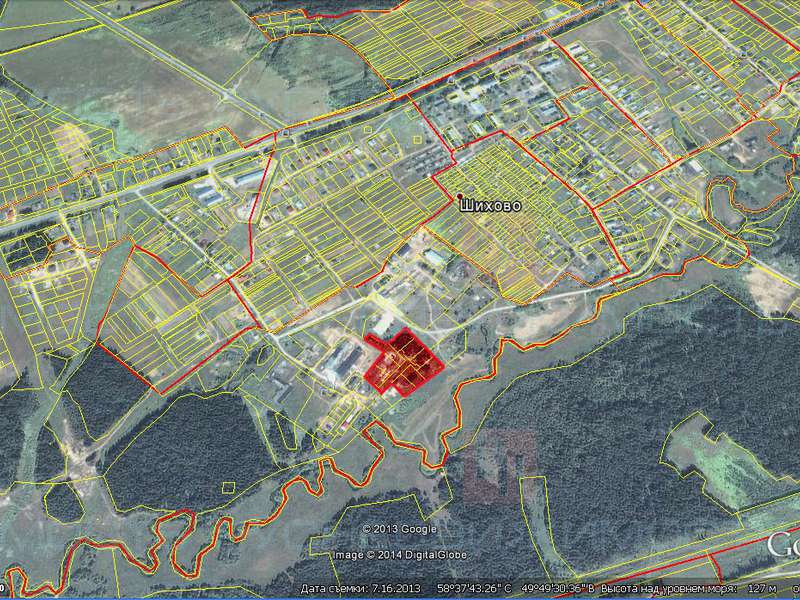 Шихово
© 2013 Google
Image © 2014 DigitalGlobe
Дата съемки: 7.16.2013 58°37'43.26" С 49°49'30.36" В Высота над уровнем моря: 127 м